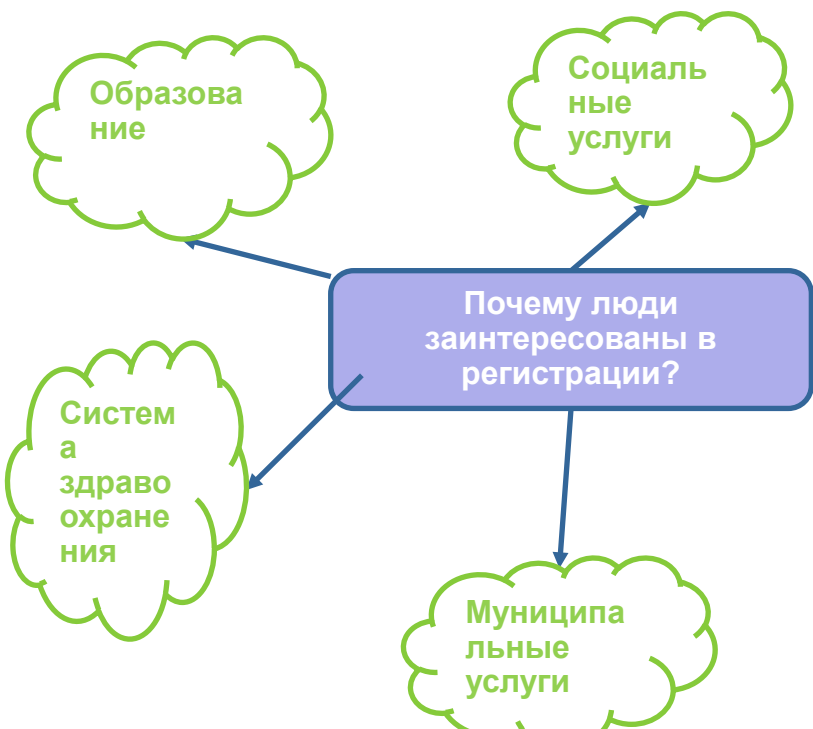 Образова
ние
Социаль
ные
услуги
Почему люди
заинтересованы в
регистрации?
Систем
а
здраво
охране
ния
Муниципа
льные
услуги